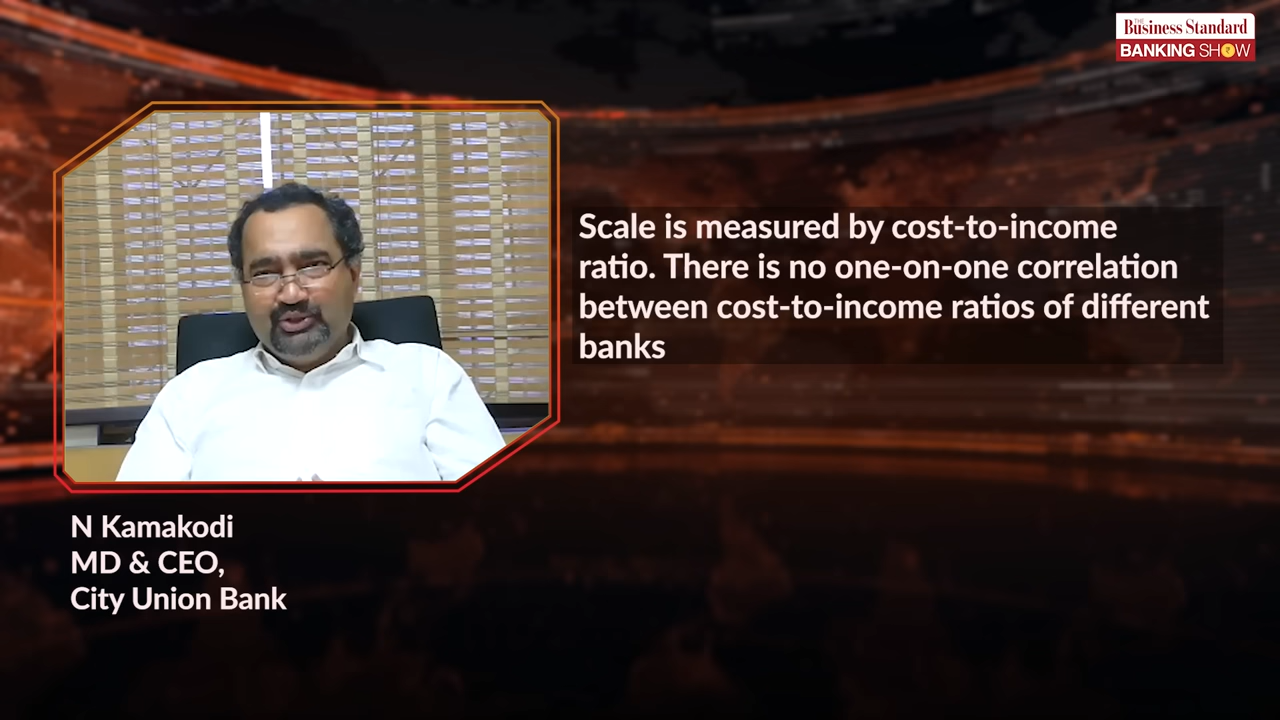 THE
Business Standard
BANKING SHOW
Scale is measured by cost-to-income
ratio. There is no one-on-one correlation
between cost-to-income ratios of different
banks
N Kamakodi
MD & CEO,
City Union Bank